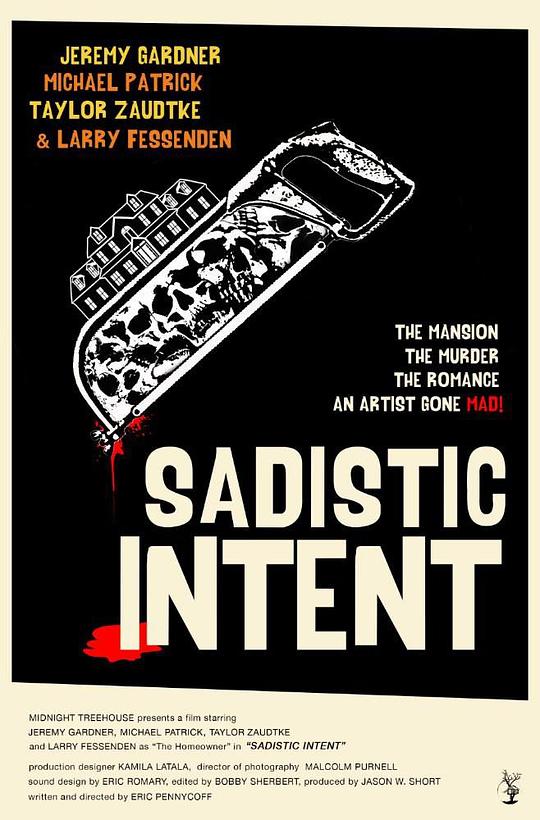 JEREMY GARDNER
MICHAEL PATRICK
TAYLOR ZAUDTKE
& LARRY FESSENDEN
THE MANSION
THE MURDER
THE ROMANCE
AN ARTIST GONE MAD!
SADISTIC
INTENT
MIDNIGHT TREEHOUSE presents a film starring
JEREMY GARDNER, MICHAEL PATRICK, TAYLOR ZAUDTKE
and LARRY FESSENDEN as "The Homeowner" in "SADISTIC INTENT"
production designer KAMILA LATALA, director of photography MALCOLM PURNELL
sound design by ERIC ROMARY, edited by BOBBY SHERBERT, produced by JASON W. SHORT
written and directed by ERIC PENNYCOFF